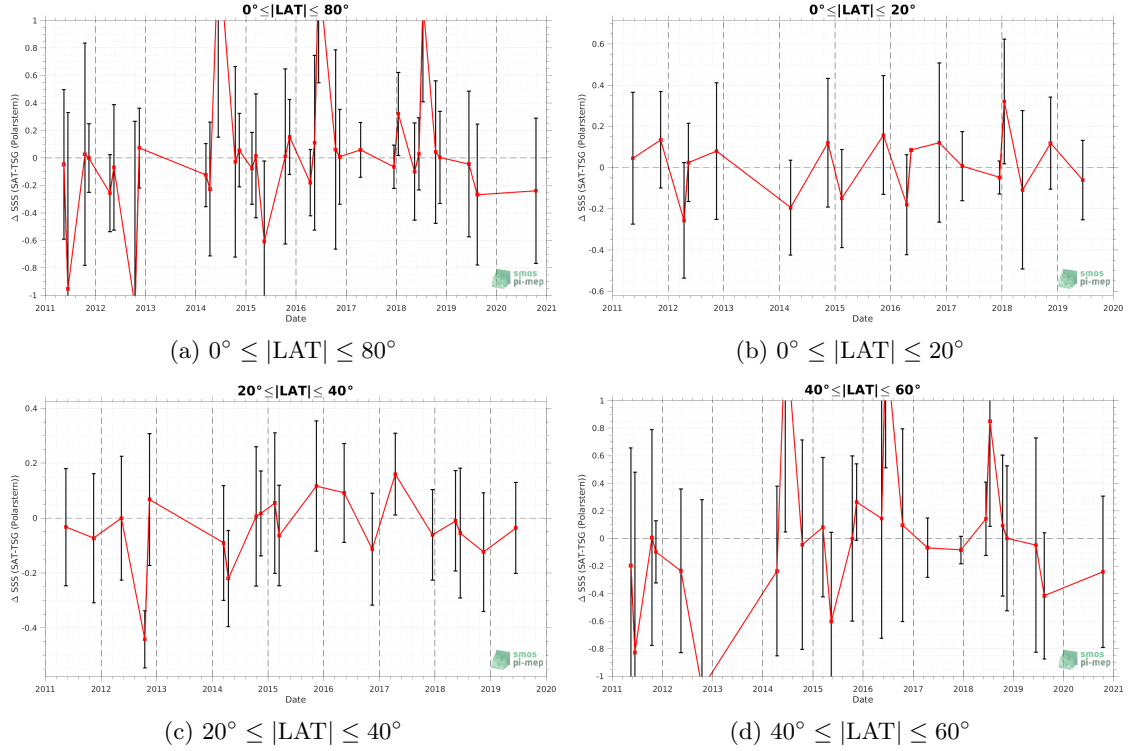 0°≤|LAT|≤ 80°
Δ SSS (SAT-TSG (Polarstern))
1
0.8
0.6
0.4
0.2
0
-0.2
-0.4
-0.6
-0.8
-1
2011 2012 2013 2014 2015 2016 2017 2018 2019 2020 2021
Date
smos
pi-mep
(a) 0° ≤ |LAT| ≤ 80°
0°≤|LAT|≤ 20°
Δ SSS (SAT-TSG (Polarstern))
0.6
0.4
0.2
0
-0.2
-0.4
-0.6
2011 2012 2013 2014 2015 2016 2017 2018 2019 2020
Date
smos
pi-mep
(b) 0° ≤ |LAT| ≤ 20°
20°≤|LAT|≤ 40°
Δ SSS (SAT-TSG (Polarstern))
0.4
0.2
0
-0.2
-0.4
2011 2012 2013 2014 2015 2016 2017 2018 2019 2020
Date
smos
pi-mep
(c) 20° ≤ |LAT| ≤ 40°
40°≤|LAT|≤ 60°
Δ SSS (SAT-TSG (Polarstern))
1
0.8
0.6
0.4
0.2
0
-0.2
-0.4
-0.6
-0.8
-1
2011 2012 2013 2014 2015 2016 2017 2018 2019 2020 2021
Date
smos
pi-mep
(d) 40° ≤ |LAT| ≤ 60°